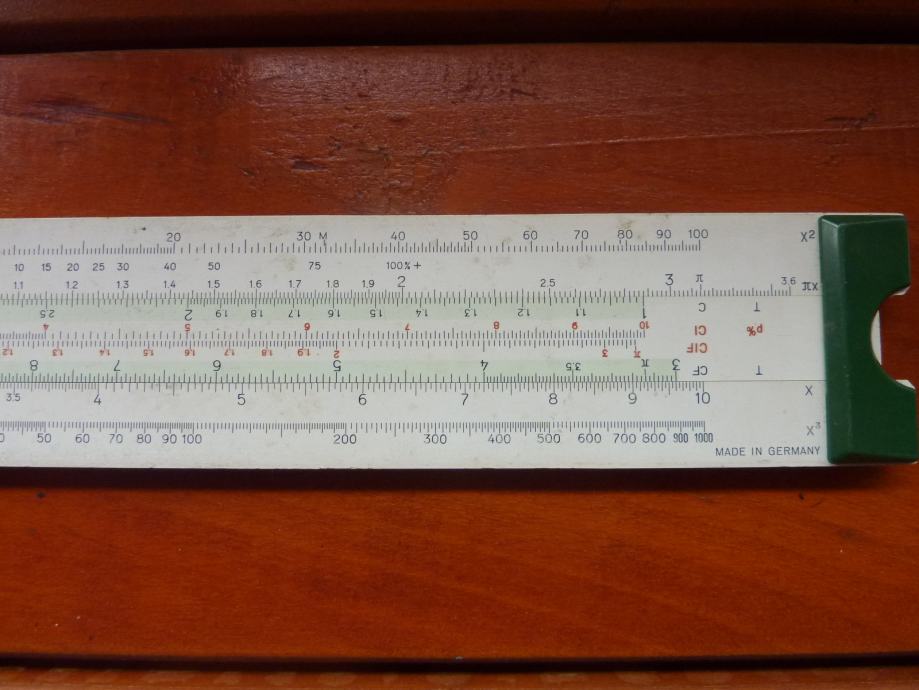 20 30 M 40 50 60 70 80 90 100 x²
10 15 20 25 30 40 50 75 100%+
1.1 1.2 1.3 1.4 1.5 1.6 1.7 1.8 1.9 2 2.5 3 π 3.6 πx
2.5 2 1.9 1.8 1.7 1.6 1.5 1.4 1.3 1.2 1.1 1 C T
4 5 6 7 8 9 10 CI p%
1.2 1.3 1.4 1.5 1.6 1.7 1.8 1.9 2 3 π CIF
8 7 6 5 4 3.5 π 3 CF T
3.5 4 5 6 7 8 9 10 x
50 60 70 80 90 100 200 300 400 500 600 700 800 900 1000 x³
MADE IN GERMANY